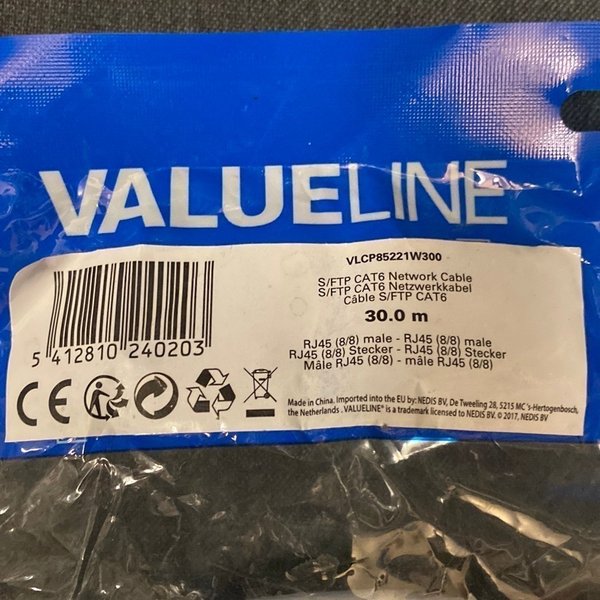 VALUELINE
VLCP85221W300
S/FTP CAT6 Network Cable
S/FTP CAT6 Netzwerkkabel
Câble S/FTP CAT6
30.0 m
RJ45 (8/8) male - RJ45 (8/8) male
RJ45 (8/8) Stecker - RJ45 (8/8) Stecker
Mâle RJ45 (8/8) - mâle RJ45 (8/8)
5 412810 240203
CE
Made in China. Imported into the EU by: NEDIS BV, De Tweeling 28, 5215 MC 's-Hertogenbosch,
the Netherlands .VALUELINE® is a trademark licensed to NEDIS BV. © 2017, NEDIS BV